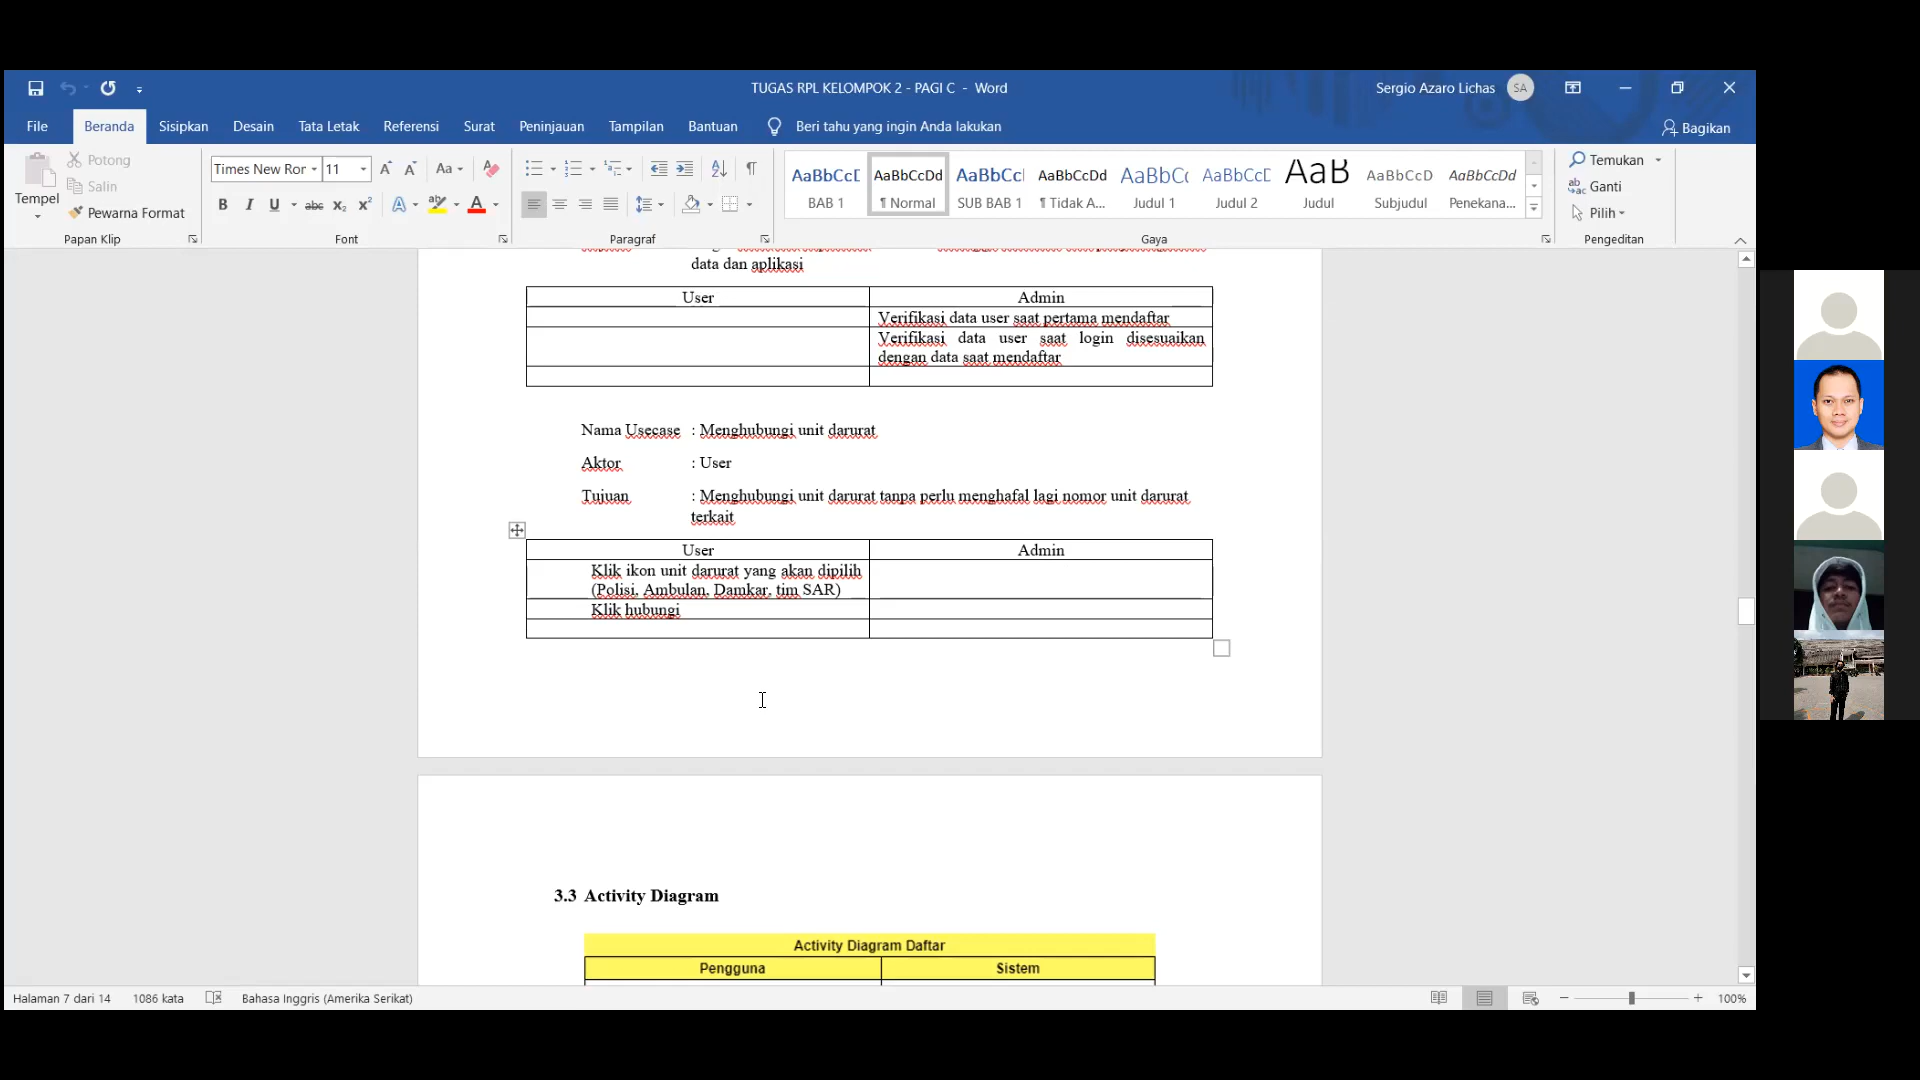 TUGAS RPL KELOMPOK 2 - PAGI C - Word
Sergio Azaro Lichas
SA
File
Beranda
Sisipkan
Desain
Tata Letak
Referensi
Surat
Peninjauan
Tampilan
Bantuan
Beri tahu yang ingin Anda lakukan
Bagikan
Tempel
Potong
Salin
Pewarna Format
Papan Klip
Times New Ror
11
Font
Paragraf
AaBbCcI
BAB 1
AaBbCcDd
¶ Normal
AaBbCcl
SUB BAB 1
AaBbCcDd
¶ Tidak A...
AaBbCc
Judul 1
AaBbCcC
Judul 2
AaB
Judul
AaBbCcD
Subjudul
AaBbCcDd
Penekana...
Gaya
Temukan
Ganti
Pilih
Pengeditan
data dan aplikasi
User Admin
Verifikasi data user saat pertama mendaftar
Verifikasi data user saat login disesuaikan
dengan data saat mendaftar
Nama Usecase : Menghubungi unit darurat
Aktor : User
Tujuan : Menghubungi unit darurat tanpa perlu menghafal lagi nomor unit darurat
terkait
User Admin
Klik ikon unit darurat yang akan dipilih
(Polisi, Ambulan, Damkar, tim SAR)
Klik hubungi
3.3 Activity Diagram
Activity Diagram Daftar
Pengguna Sistem
Halaman 7 dari 14 1086 kata Bahasa Inggris (Amerika Serikat) 100%